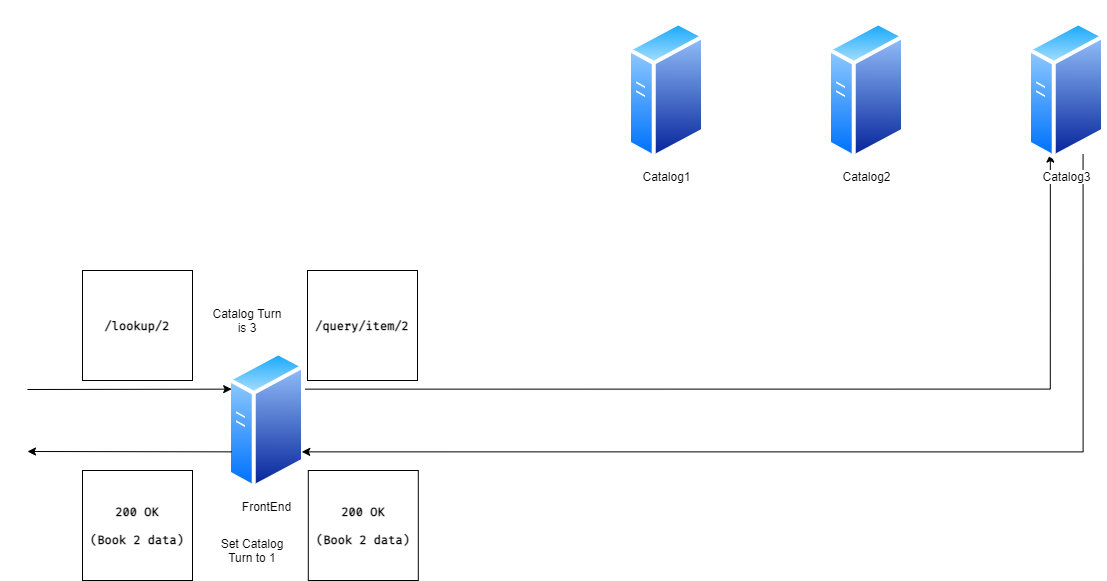 Catalog1
Catalog2
Catalog3
/lookup/2
Catalog Turn
is 3
/query/item/2
FrontEnd
200 OK
(Book 2 data)
Set Catalog
Turn to 1
200 OK
(Book 2 data)